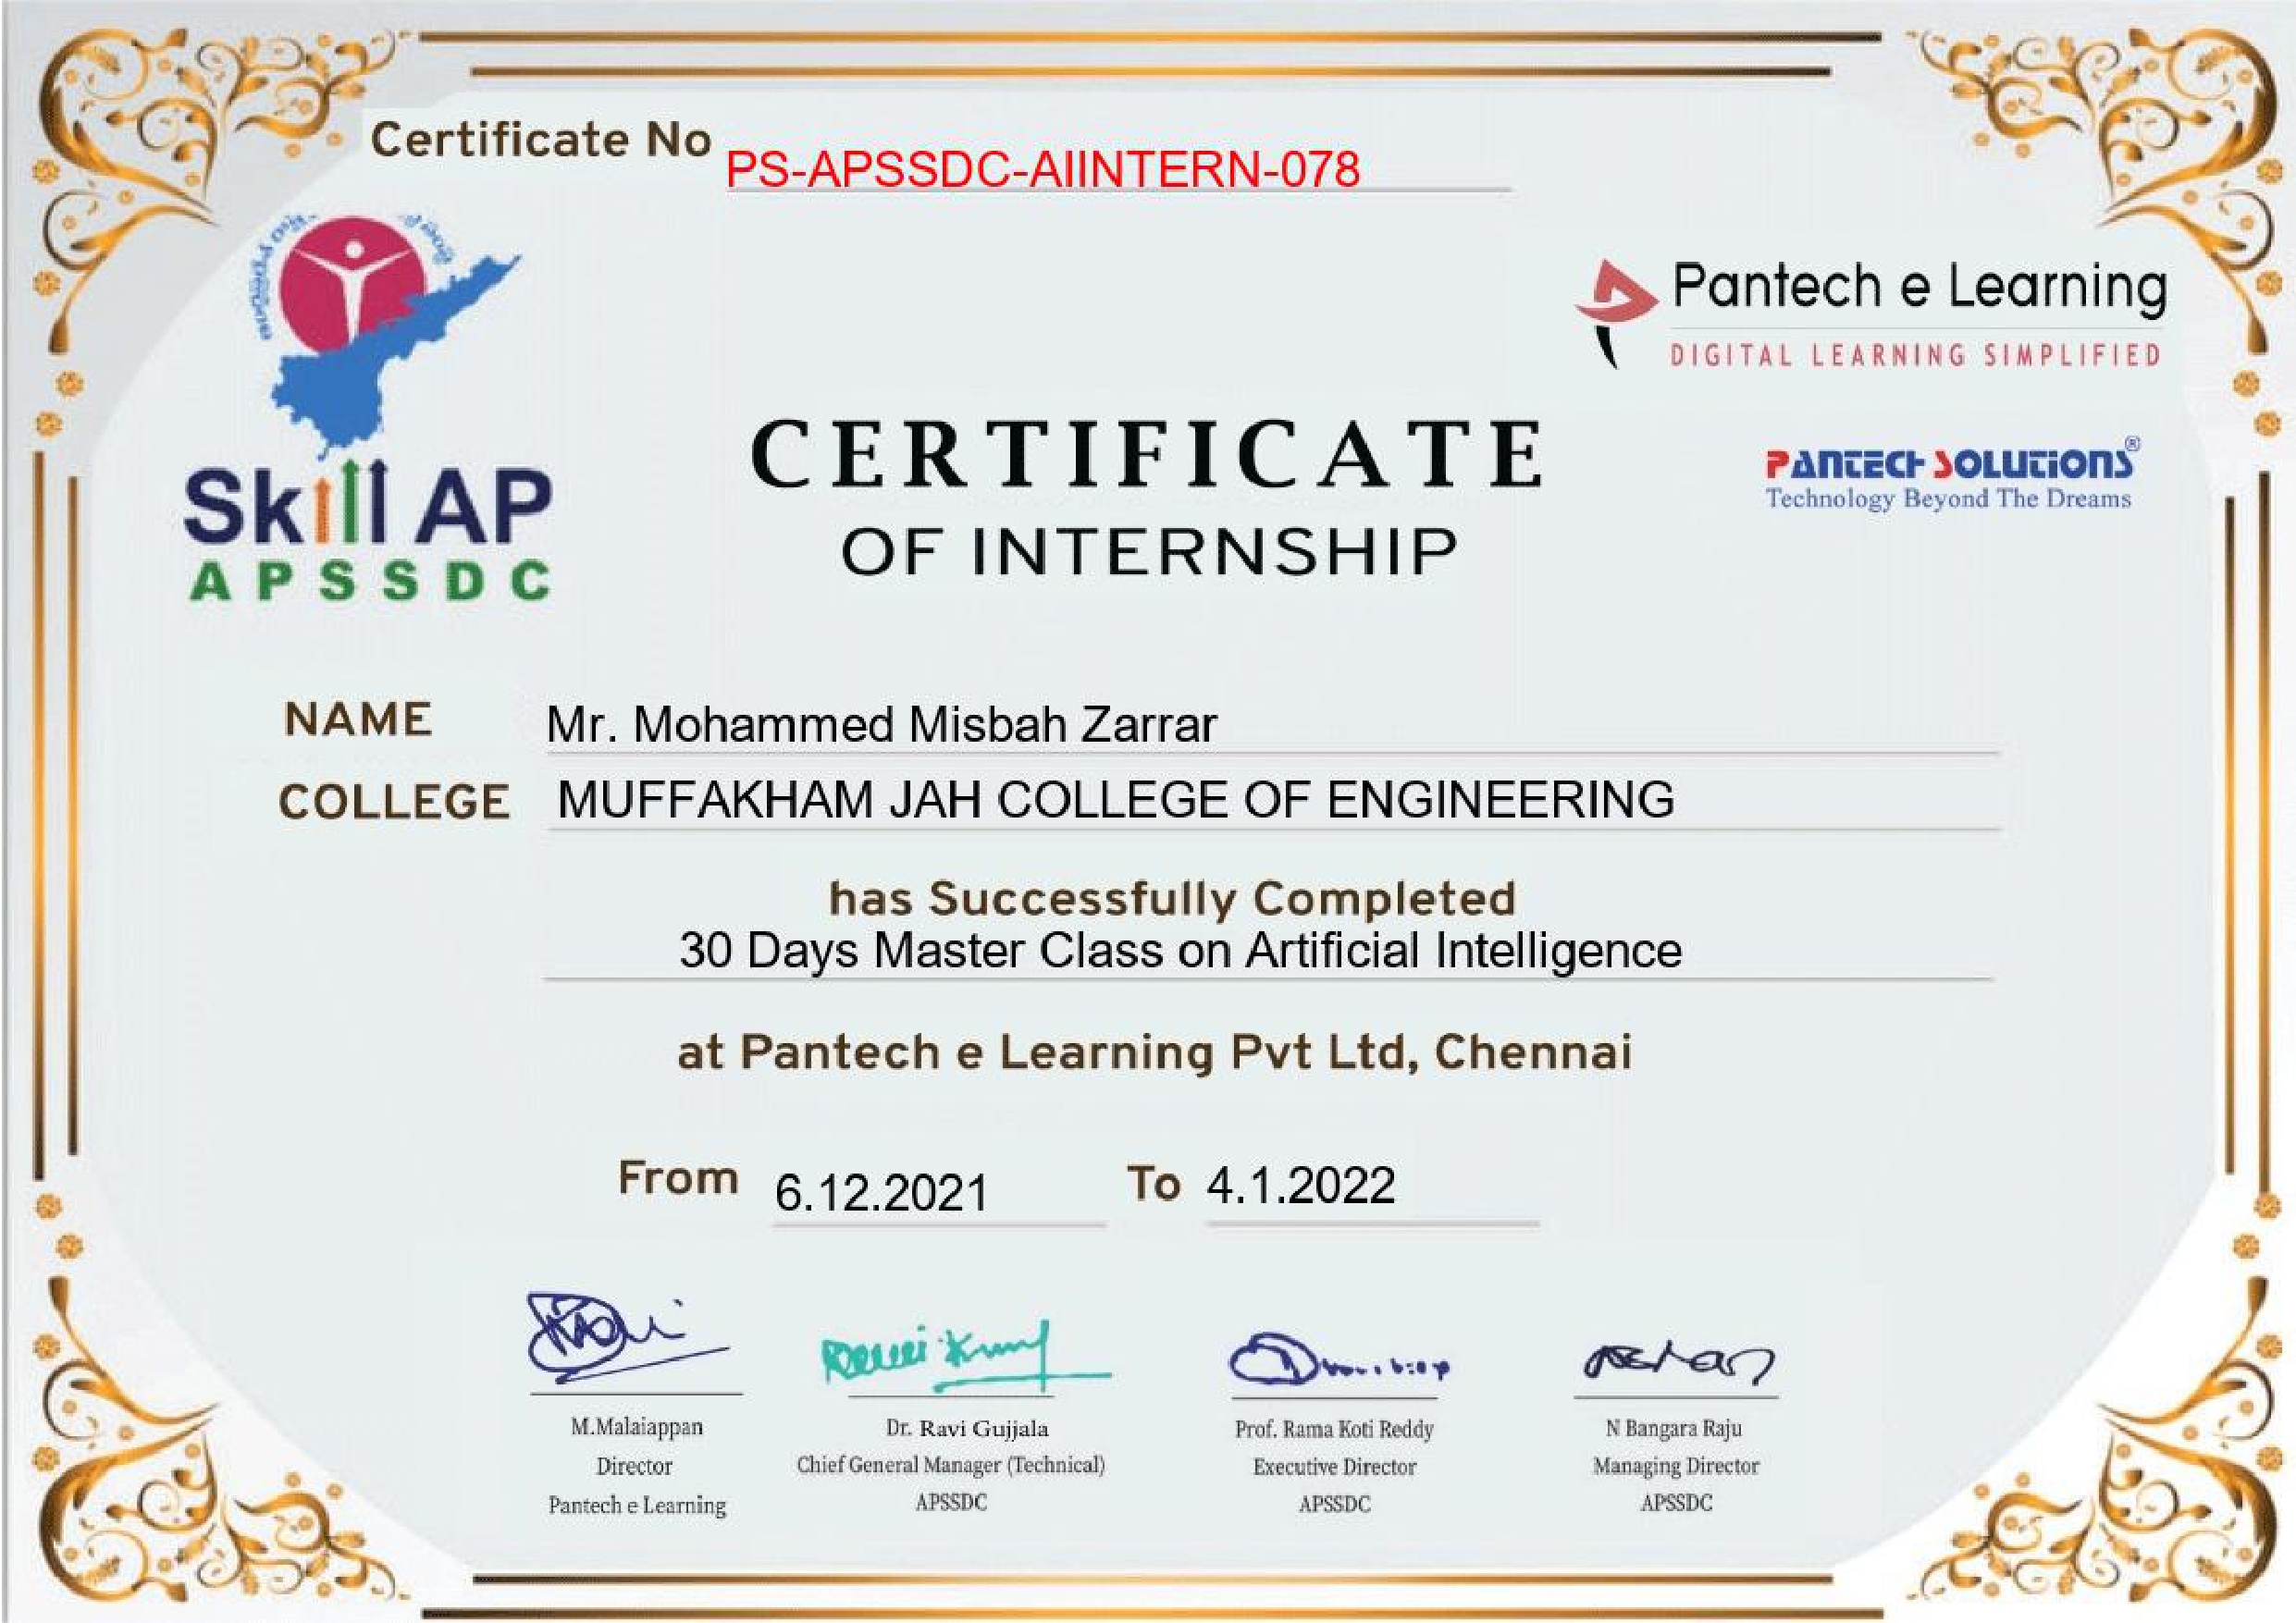 Certificate No PS-APSSDC-AIINTERN-078
Skill AP
APSSDC
Pantech e Learning
DIGITAL LEARNING SIMPLIFIED
PANTECH SOLUTIONS®
Technology Beyond The Dreams
CERTIFICATE
OF INTERNSHIP
NAME Mr. Mohammed Misbah Zarrar
COLLEGE MUFFAKHAM JAH COLLEGE OF ENGINEERING
has Successfully Completed
30 Days Master Class on Artificial Intelligence
at Pantech e Learning Pvt Ltd, Chennai
From 6.12.2021 To 4.1.2022
M.Malaiappan
Director
Pantech e Learning
Dr. Ravi Gujjala
Chief General Manager (Technical)
APSSDC
Prof. Rama Koti Reddy
Executive Director
APSSDC
N Bangara Raju
Managing Director
APSSDC